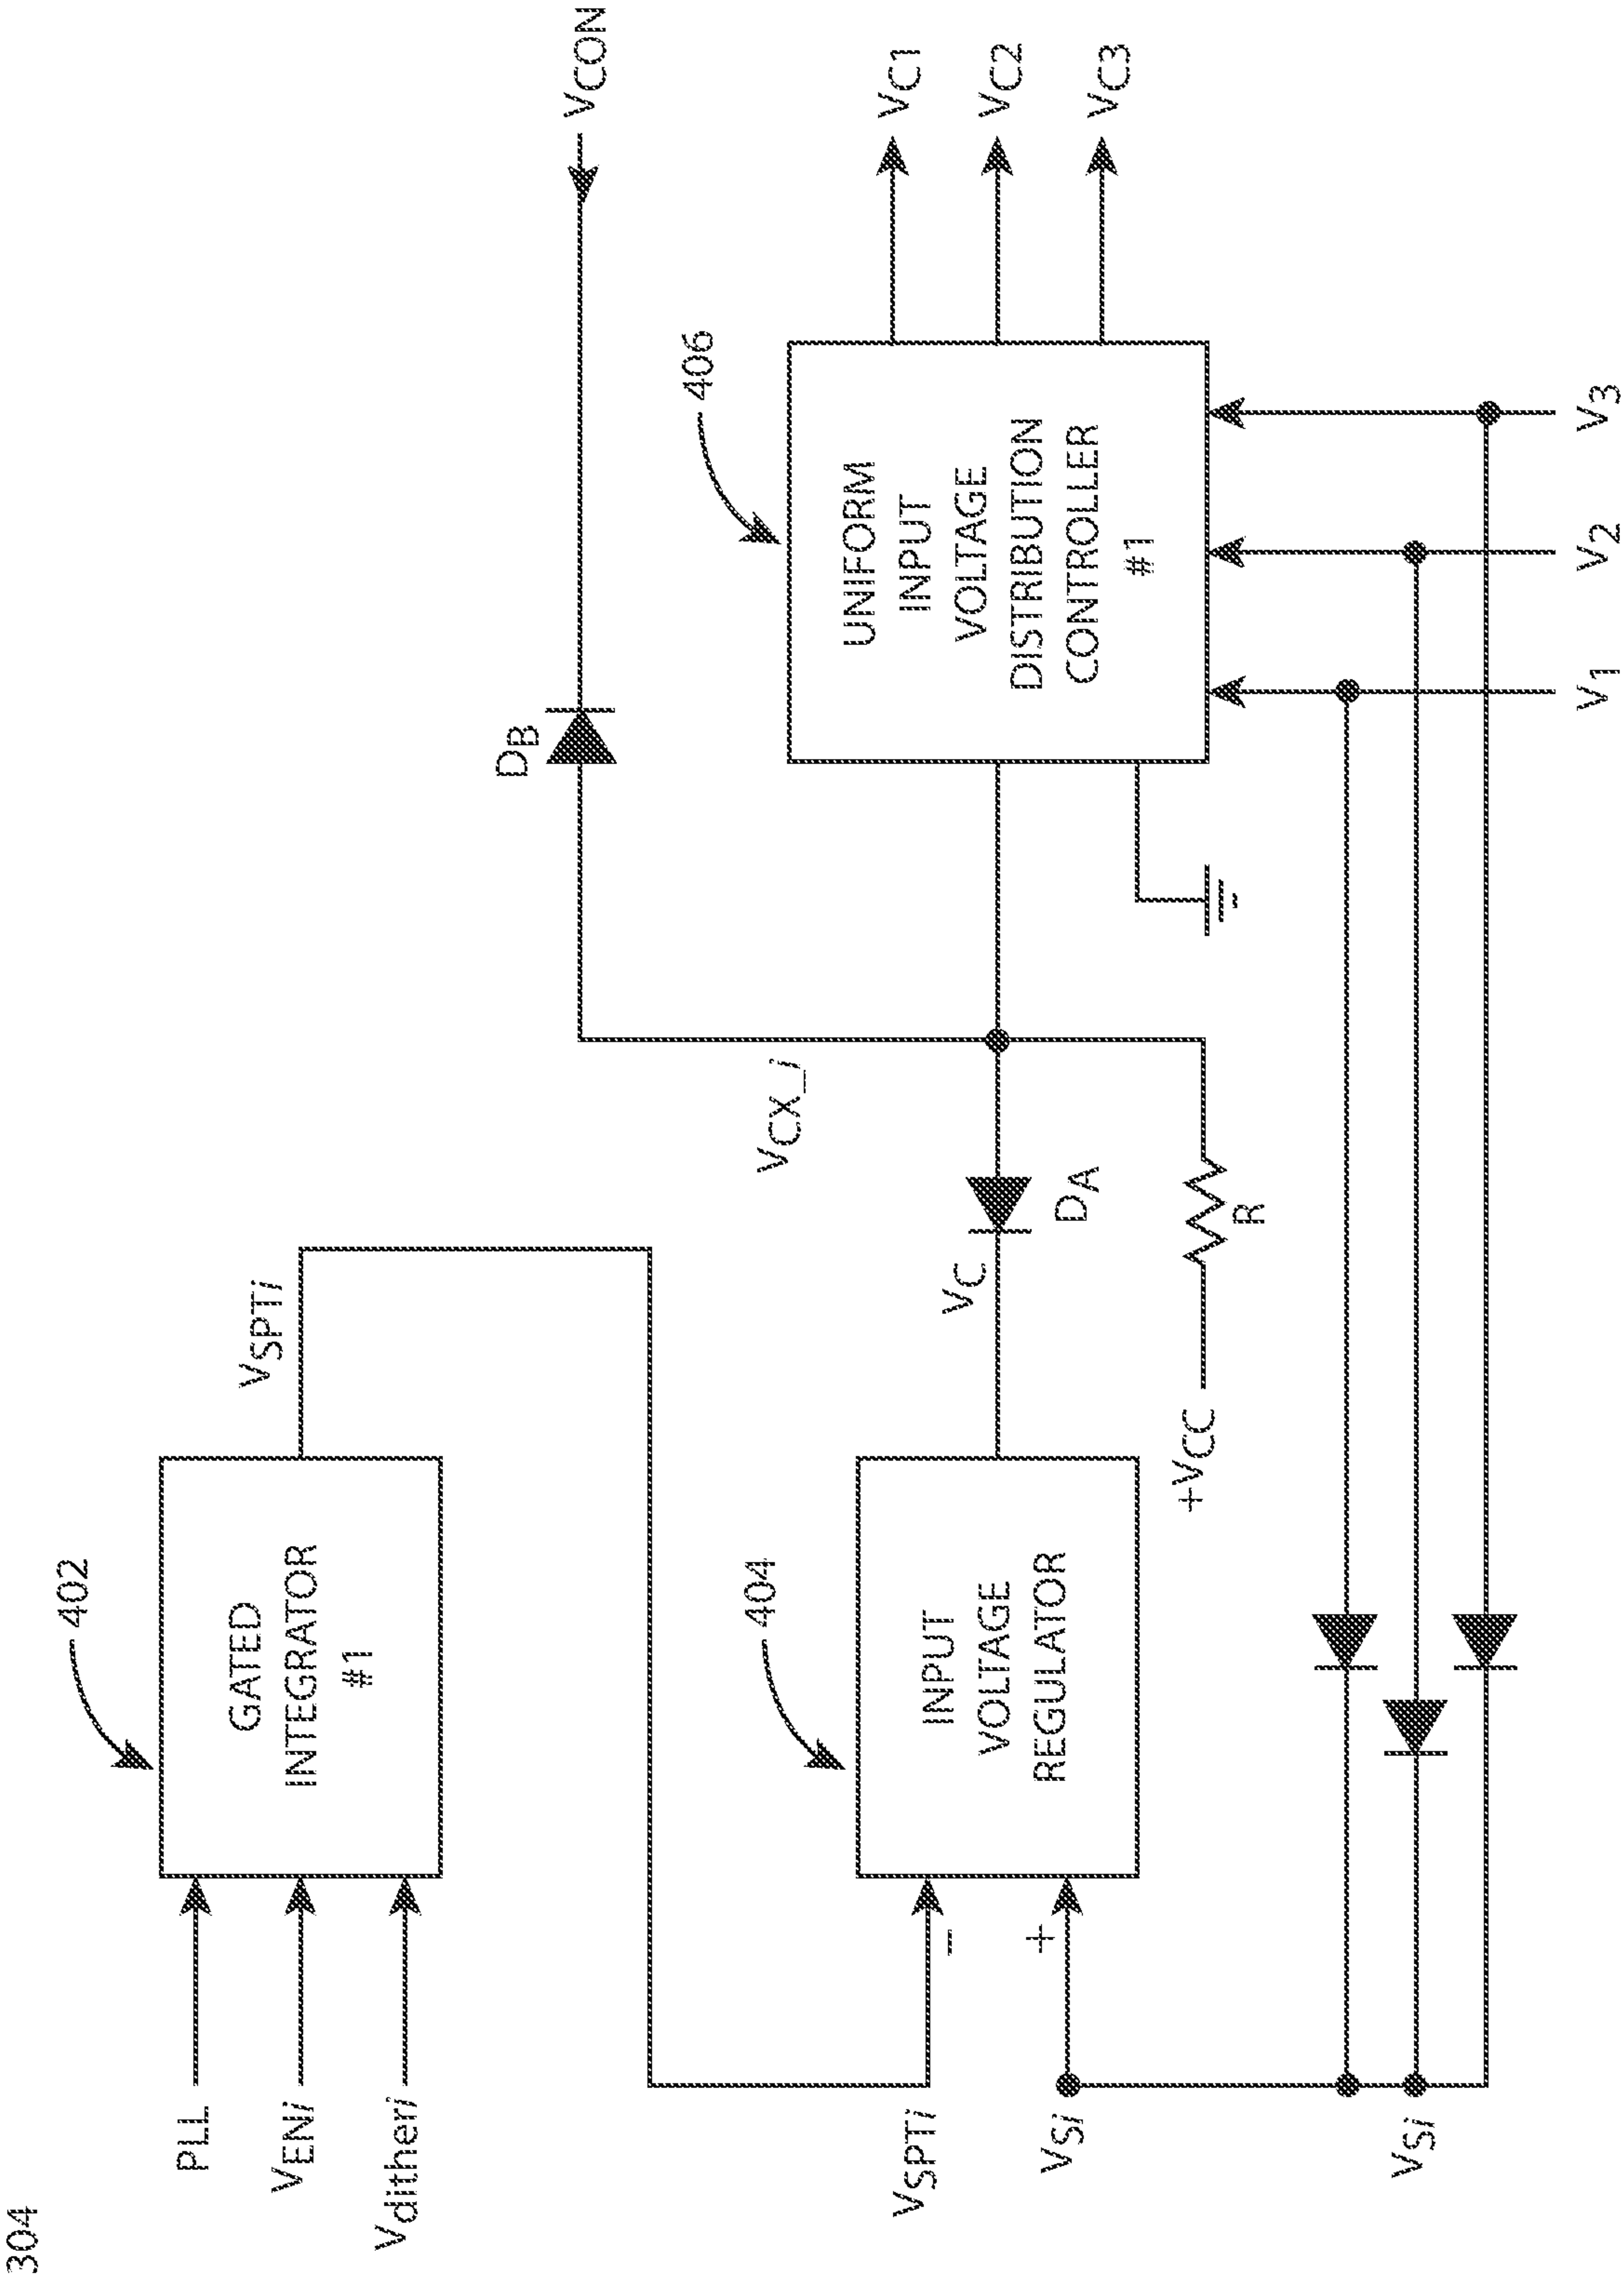 304
PLL
VENi
Vditheri
402
GATED
INTEGRATOR
#1
VSPTi
VSPTi
VSi
−
+
404
INPUT
VOLTAGE
REGULATOR
VC
DA
VCX_i
+VCC
R
DB
VCON
406
UNIFORM
INPUT
VOLTAGE
DISTRIBUTION
CONTROLLER
#1
VC1
VC2
VC3
VSi
V1
V2
V3